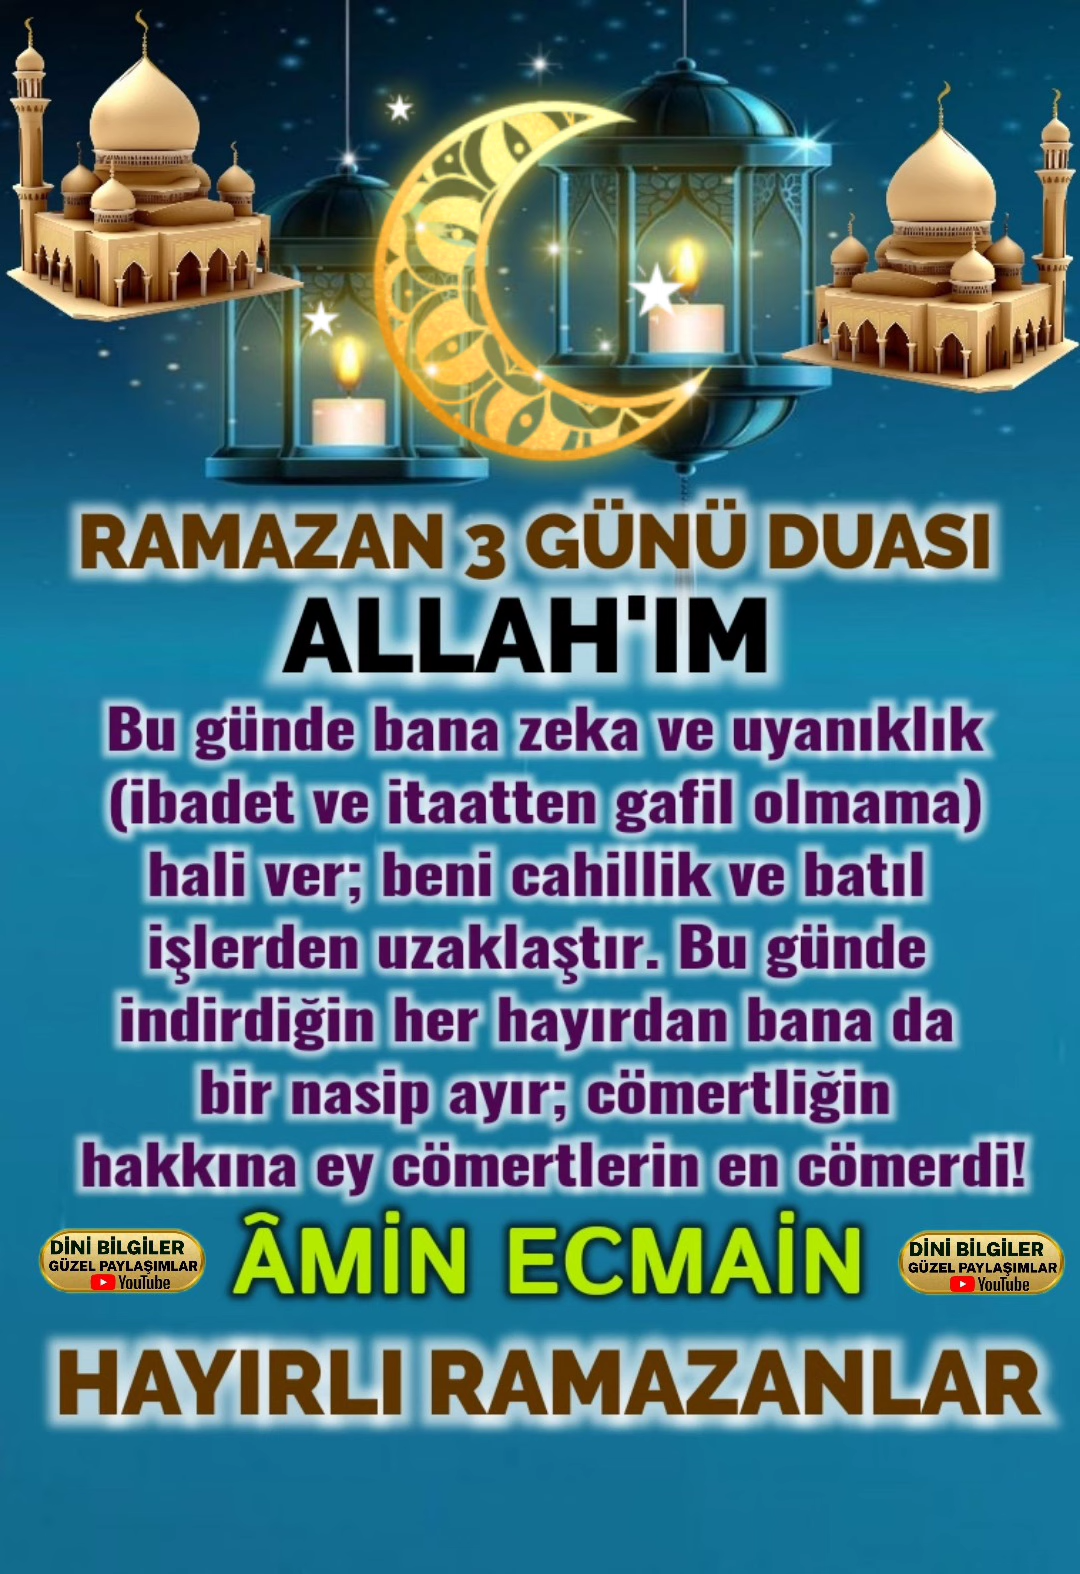 RAMAZAN 3 GÜNÜ DUASI
ALLAH'IM
Bu günde bana zeka ve uyanıklık
(ibadet ve itaatten gafil olmama)
hali ver; beni cahillik ve batıl
işlerden uzaklaştır. Bu günde
indirdiğin her hayırdan bana da
bir nasip ayır; cömertliğin
hakkına ey cömertlerin en cömerdi!
ÂMİN ECMAİN
DİNİ BİLGİLER
GÜZEL PAYLAŞIMLAR
YouTube
DİNİ BİLGİLER
GÜZEL PAYLAŞIMLAR
YouTube
HAYIRLI RAMAZANLAR